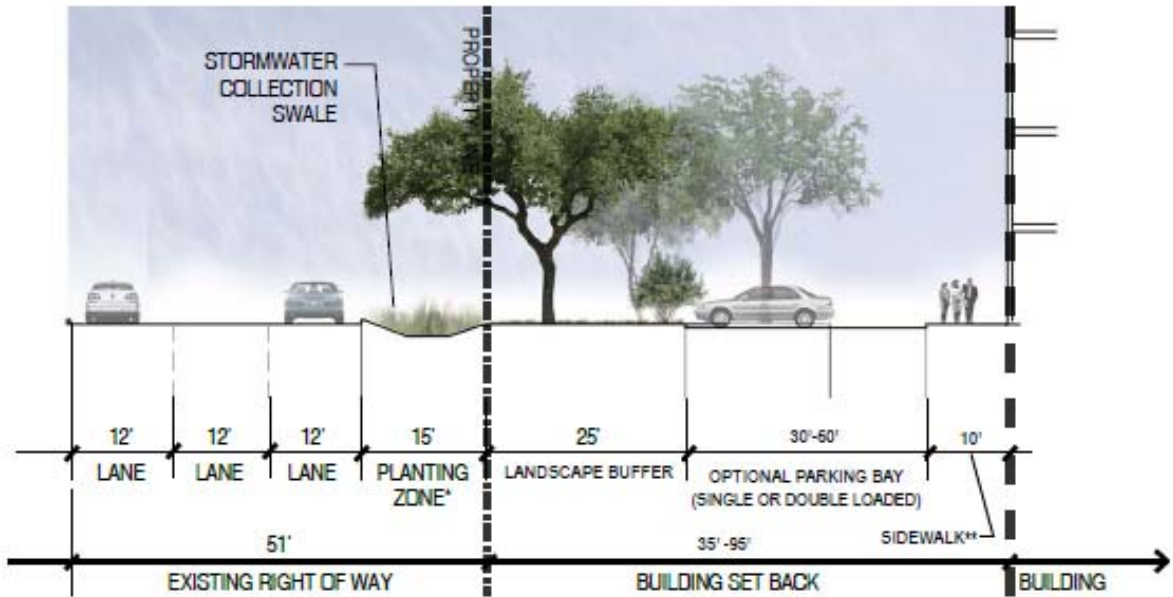 STORMWATER
COLLECTION
SWALE
PROPERTY LINE
12' 12' 12' 15' 25' 30'-60' 10'
LANE LANE LANE PLANTING ZONE* LANDSCAPE BUFFER OPTIONAL PARKING BAY
(SINGLE OR DOUBLE LOADED)
SIDEWALK**
51' 35' -95'
EXISTING RIGHT OF WAY BUILDING SET BACK BUILDING